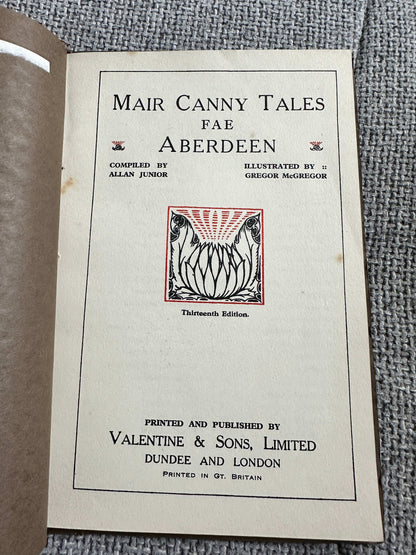 MAIR CANNY TALES
FAE
ABERDEEN
COMPILED BY
ALLAN JUNIOR
ILLUSTRATED BY ::
GREGOR MCGREGOR
Thirteenth Edition.
PRINTED AND PUBLISHED BY
VALENTINE & SONS, LIMITED
DUNDEE AND LONDON
PRINTED IN GT. BRITAIN